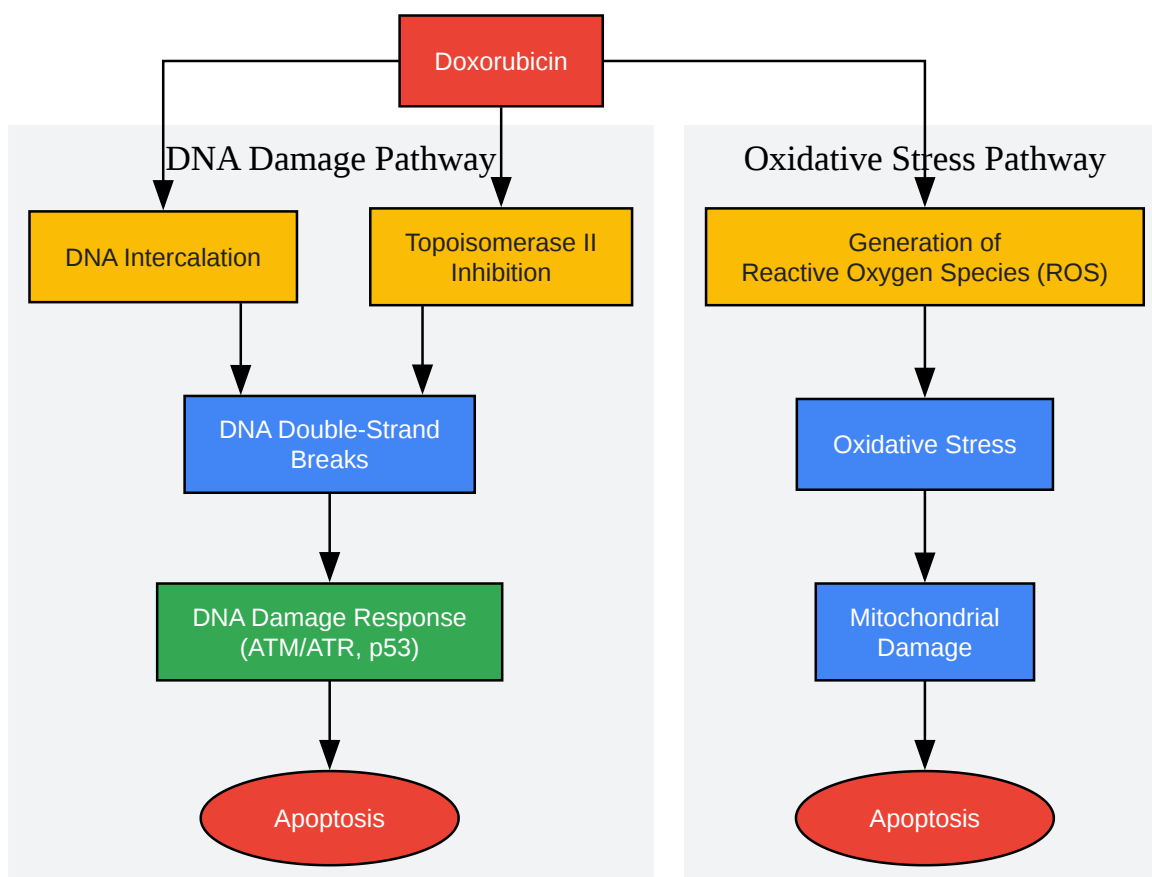 Doxorubicin
DNA Damage Pathway
Oxidative Stress Pathway
DNA Intercalation
Topoisomerase II
Inhibition
Generation of
Reactive Oxygen Species (ROS)
DNA Double-Strand
Breaks
Oxidative Stress
DNA Damage Response
(ATM/ATR, p53)
Mitochondrial
Damage
Apoptosis
Apoptosis